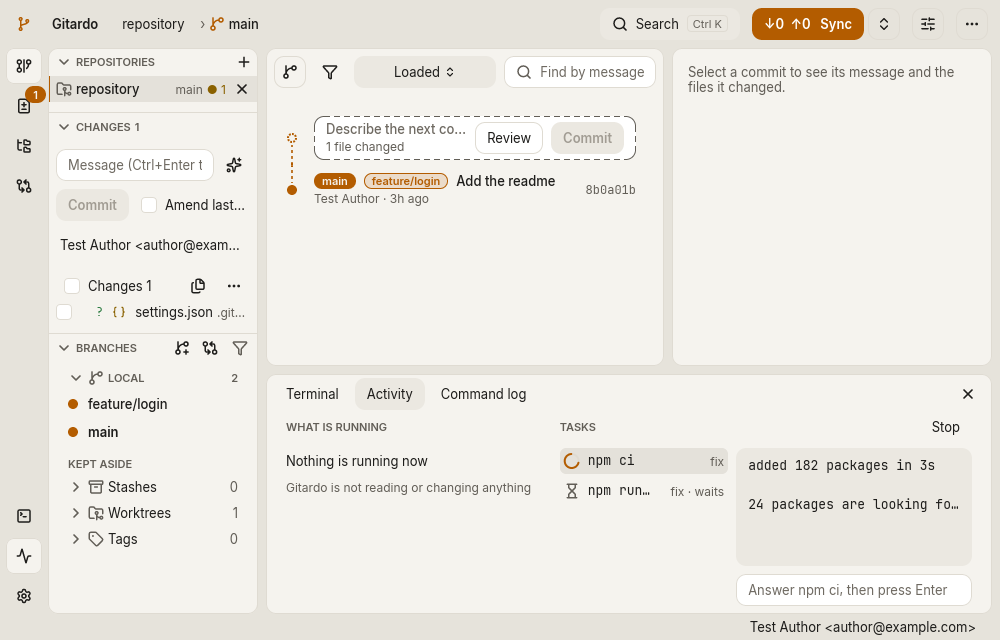 Gitardo repository › main Search Ctrl K ↓0 ↑0 Sync
REPOSITORIES
1
repository main 1
CHANGES 1
Message (Ctrl+Enter t
Commit Amend last...
Test Author <author@exam...
Changes 1
? {} settings.json .git...
BRANCHES
LOCAL 2
feature/login
main
KEPT ASIDE
Stashes 0
Worktrees 1
Tags 0
Loaded Find by message
Describe the next co...
1 file changed
Review Commit
main feature/login Add the readme
Test Author · 3h ago 8b0a01b
Select a commit to see its message and the
files it changed.
Terminal Activity Command log
WHAT IS RUNNING
Nothing is running now
Gitardo is not reading or changing anything
TASKS Stop
npm ci fix
npm run... fix · waits
added 182 packages in 3s
24 packages are looking fo...
Answer npm ci, then press Enter
Test Author <author@example.com>